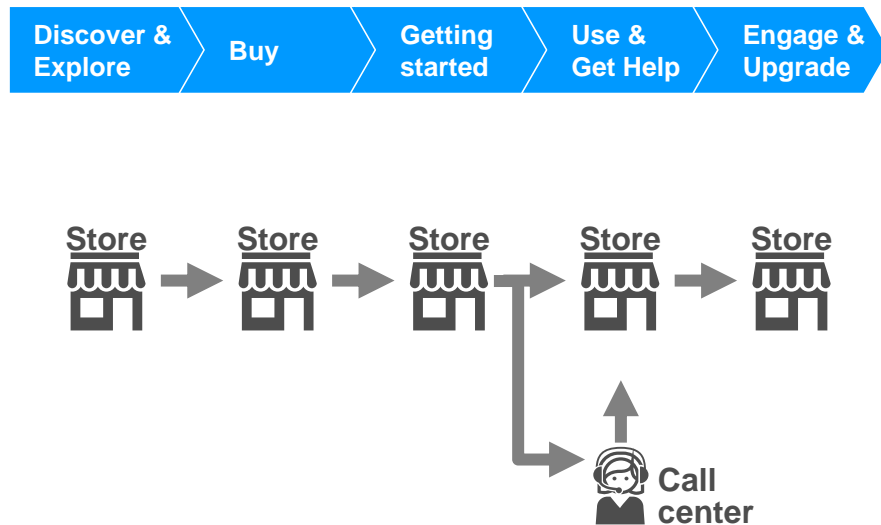 Discover &
Explore
Buy
Getting
started
Use &
Get Help
Engage &
Upgrade
Store
Store
Store
Store
Store
Call
center